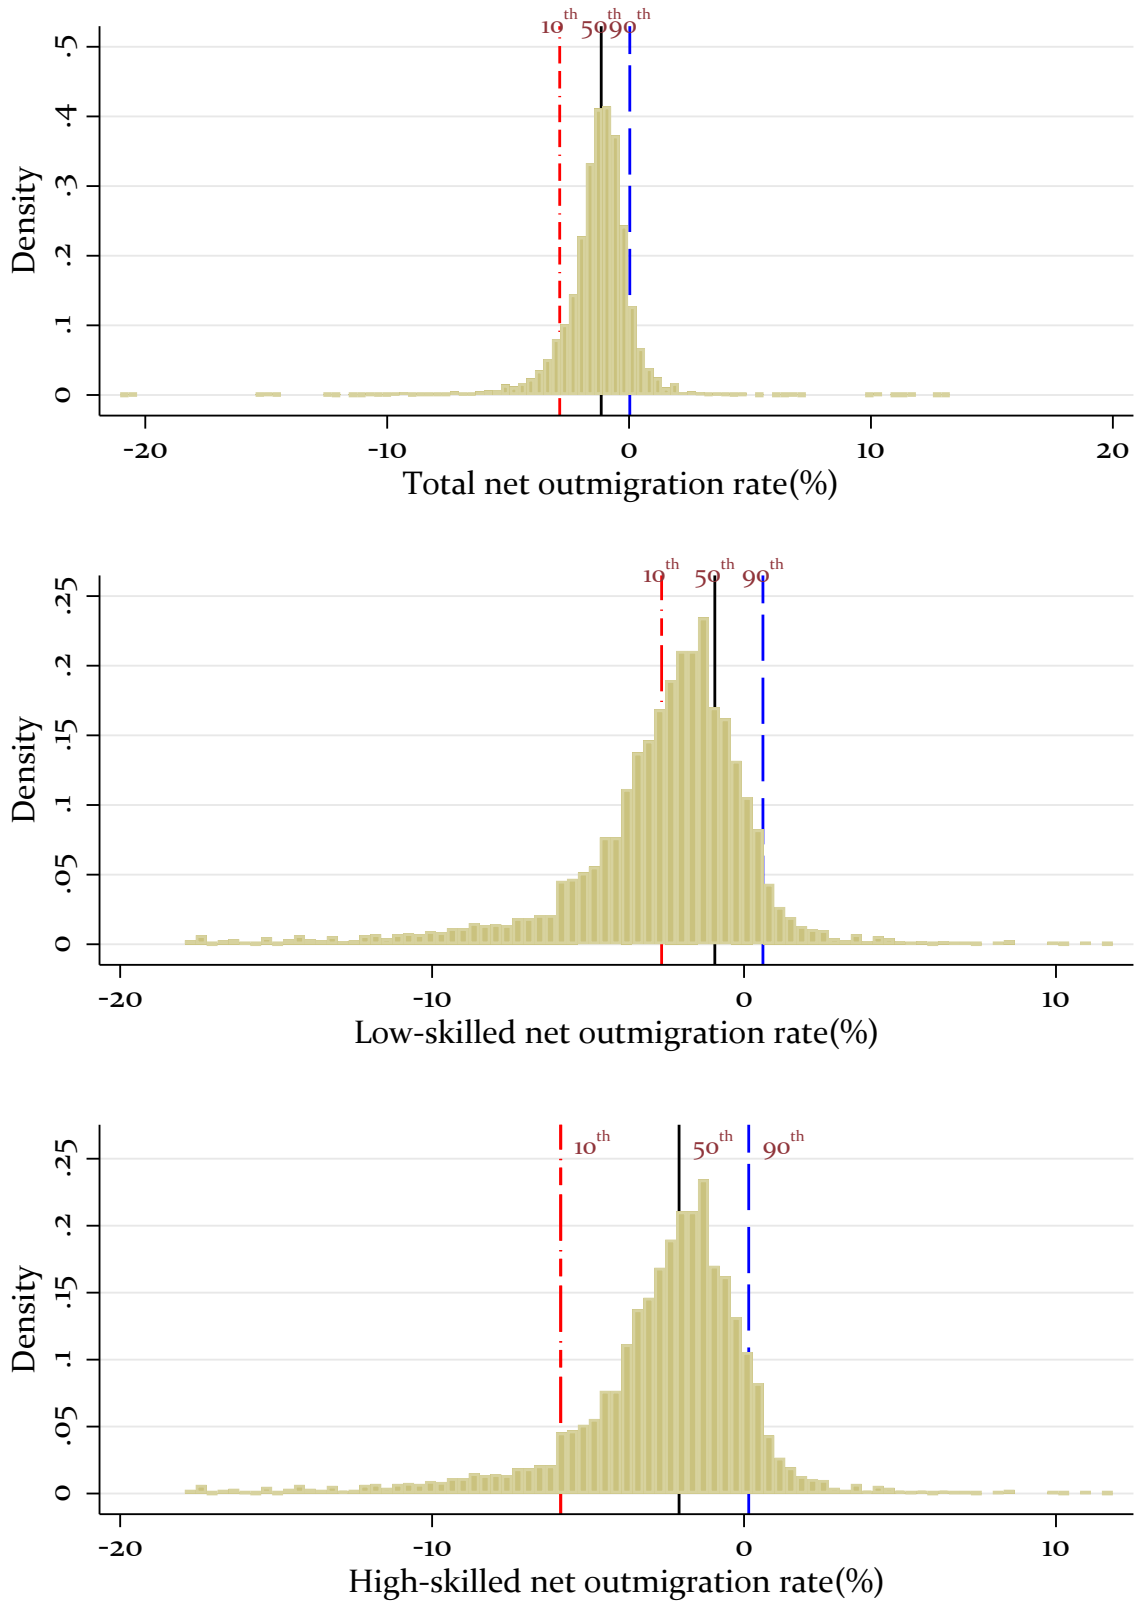 10th 50th 90th
.5
.4
.3
.2
.1
0
Density
-20 -10 0 10 20
Total net outmigration rate(%)
10th 50th 90th
.25
.2
.15
.1
.05
0
Density
-20 -10 0 10
Low-skilled net outmigration rate(%)
10th 50th 90th
.25
.2
.15
.1
.05
0
Density
-20 -10 0 10
High-skilled net outmigration rate(%)